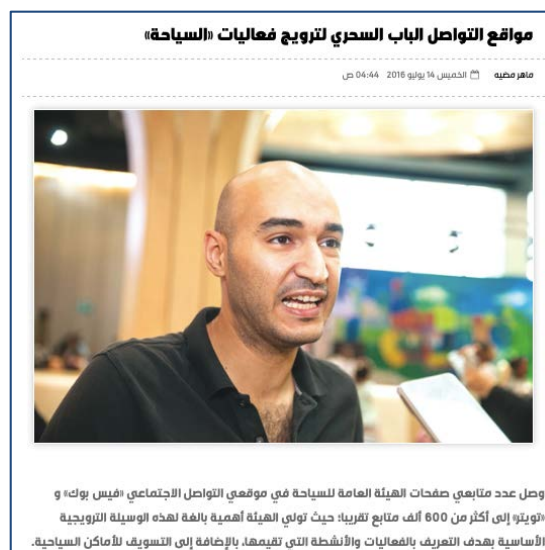 مواقع التواصل الباب السحري لترويج فعاليات «السياحة»
ماهر مضيه الخميس 14 يوليو 2016 04:44 ص
وصل عدد متابعي صفحات الهيئة العامة للسياحة في موقعي التواصل الاجتماعي «فيس بوك» و
«تويتر» إلى أكثر من 600 ألف متابع تقريبا؛ حيث تولي الهيئة أهمية بالغة لهذه الوسيلة الترويجية
الأساسية بهدف التعريف بالفعاليات والأنشطة التي تقيمها، بالإضافة إلى التسويق للأماكن السياحية.